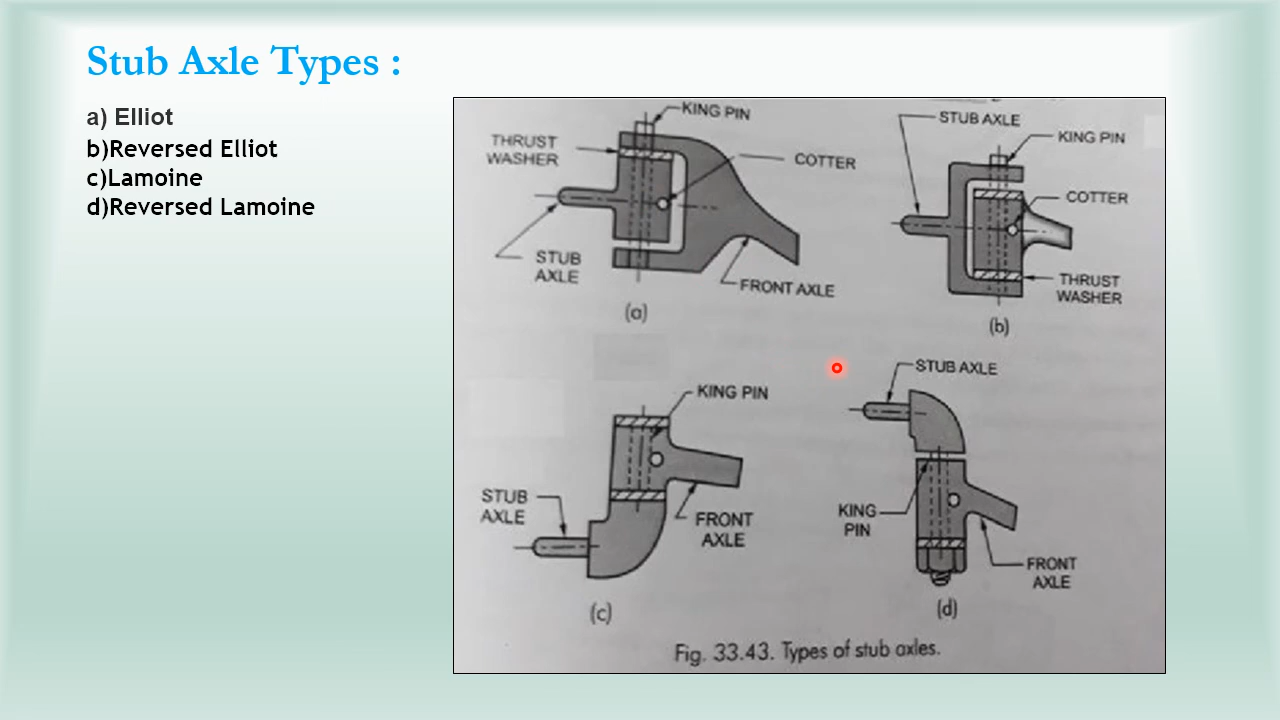 Stub Axle Types :
a) Elliot
b)Reversed Elliot
c)Lamoine
d)Reversed Lamoine
KING PIN
THRUST
WASHER
COTTER
STUB
AXLE
FRONT AXLE
(a)
STUB AXLE
KING PIN
COTTER
THRUST
WASHER
(b)
KING PIN
STUB
AXLE
FRONT
AXLE
(c)
STUB AXLE
KING
PIN
FRONT
AXLE
(d)
Fig. 33.43. Types of stub axles.